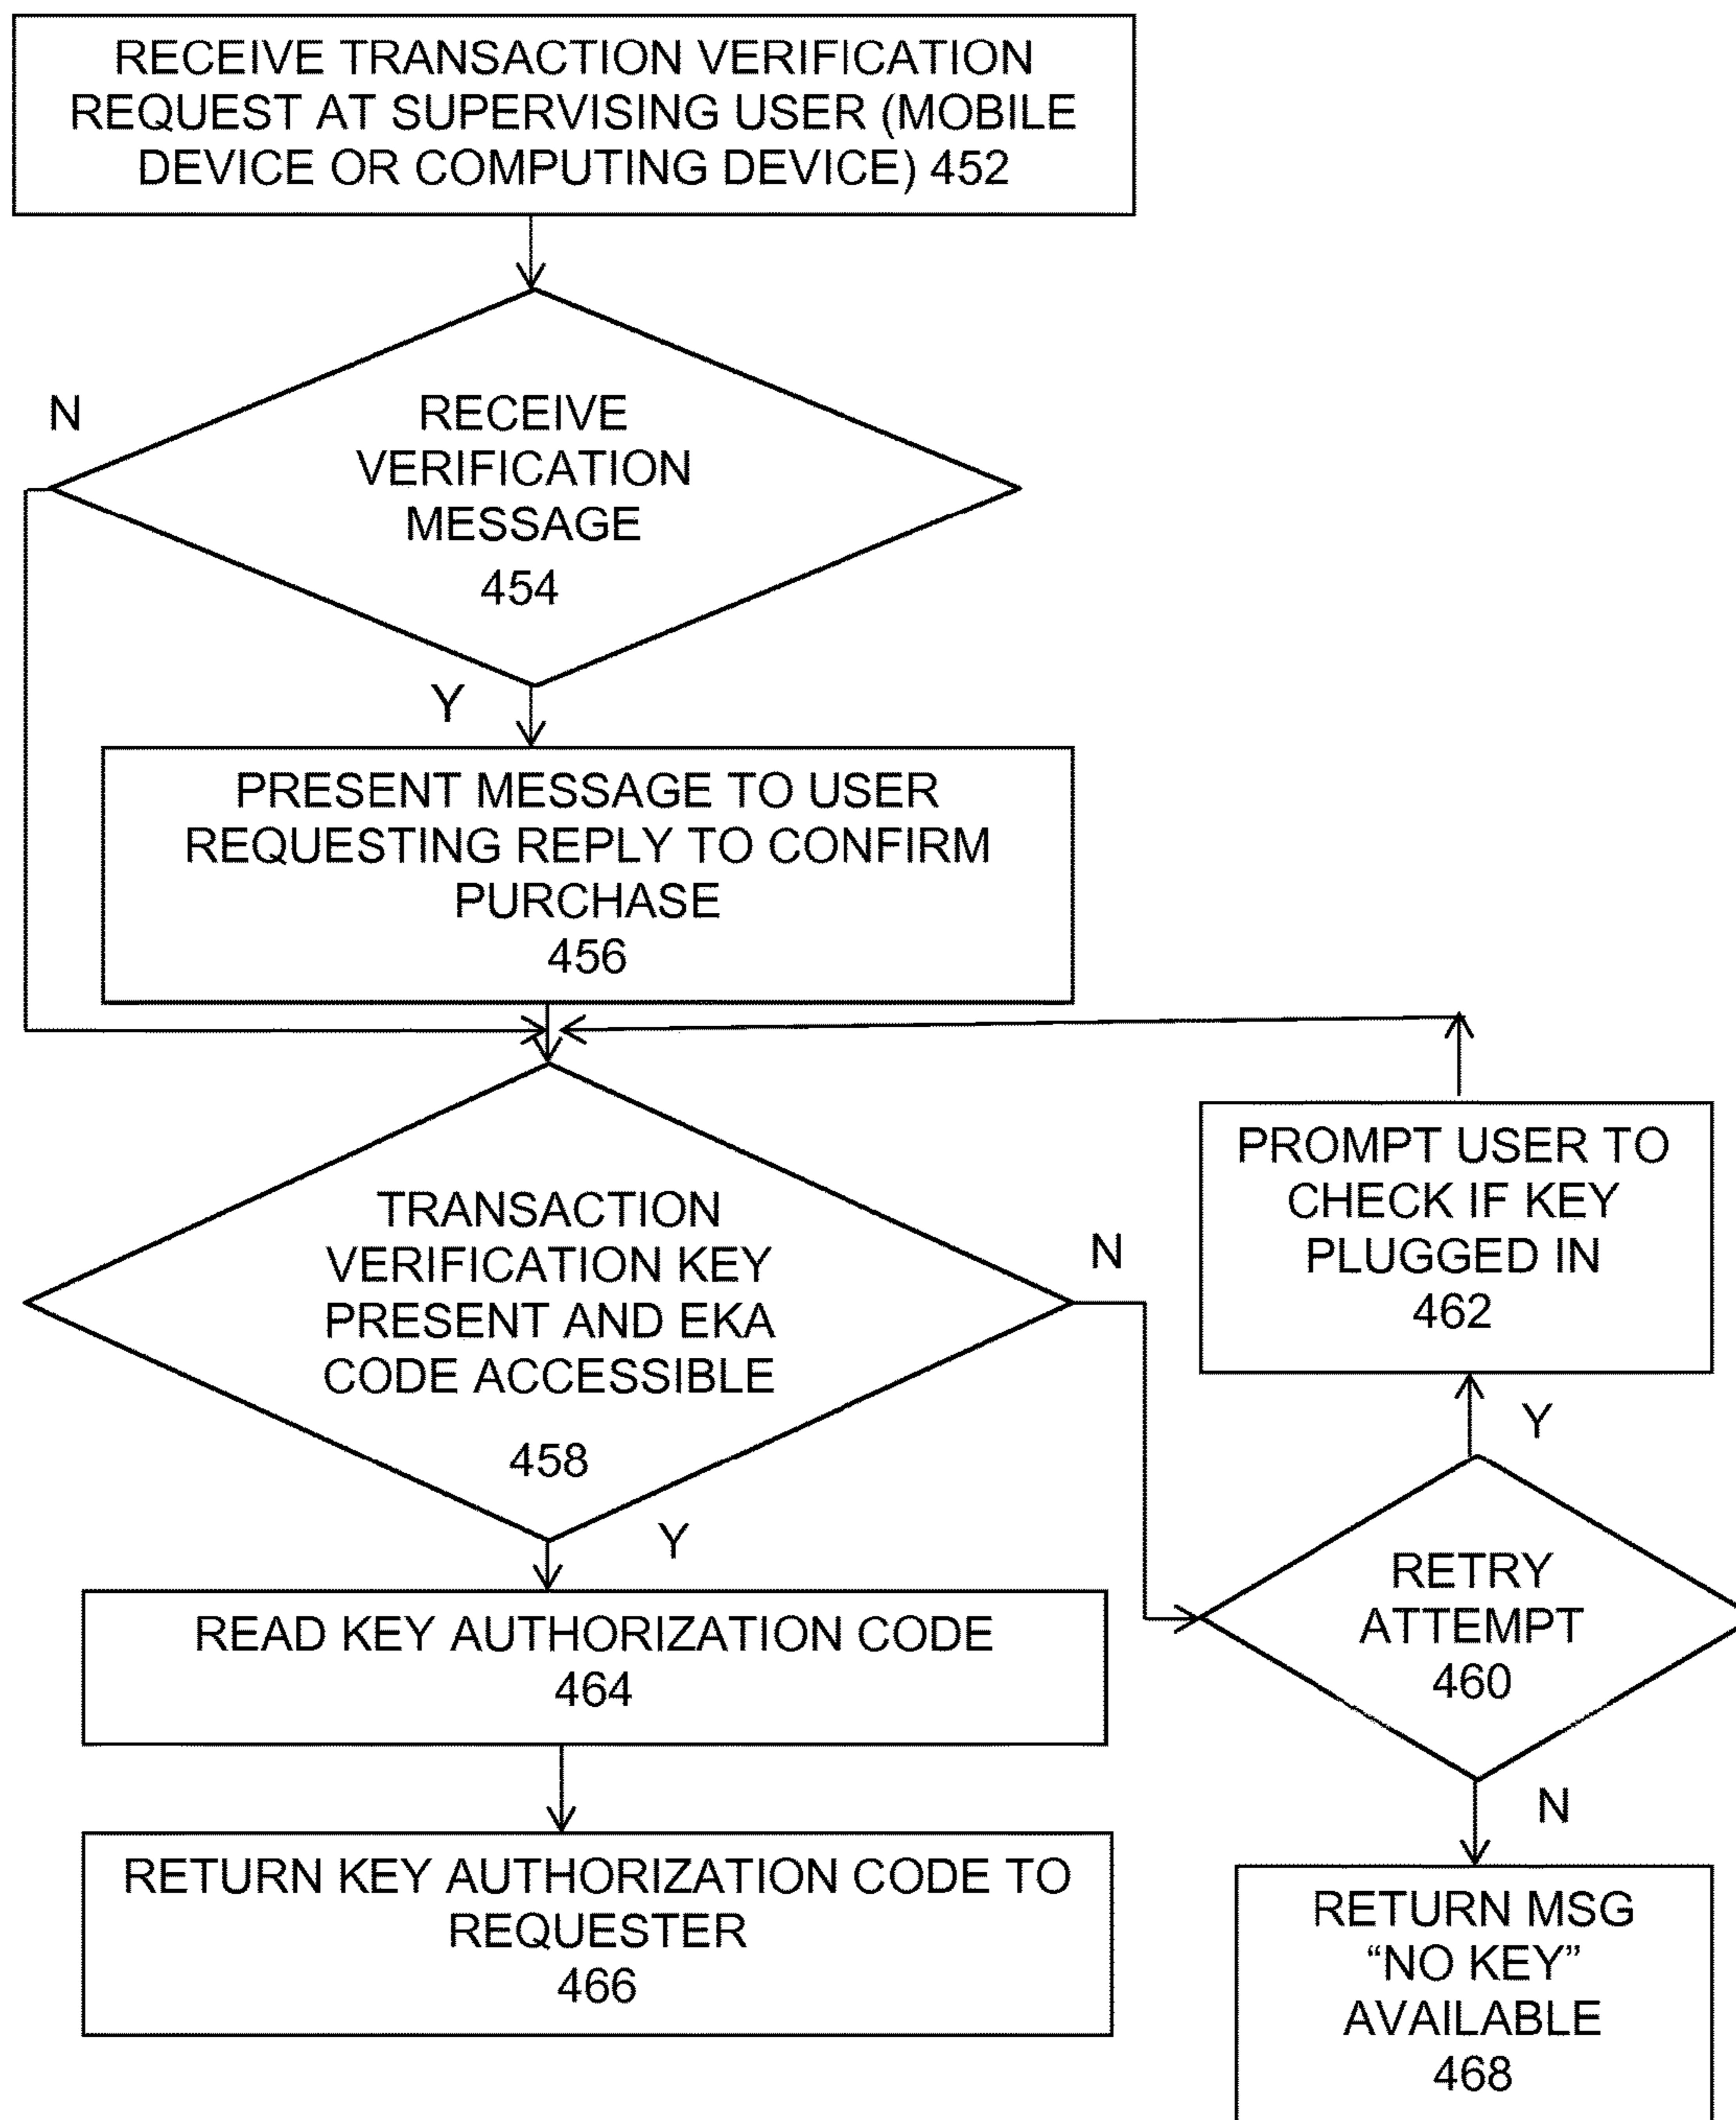 RECEIVE TRANSACTION VERIFICATION
REQUEST AT SUPERVISING USER (MOBILE
DEVICE OR COMPUTING DEVICE) 452
N
RECEIVE
VERIFICATION
MESSAGE
454
Y
PRESENT MESSAGE TO USER
REQUESTING REPLY TO CONFIRM
PURCHASE
456
TRANSACTION
VERIFICATION KEY
PRESENT AND EKA
CODE ACCESSIBLE
458
N
Y
PROMPT USER TO
CHECK IF KEY
PLUGGED IN
462
Y
RETRY
ATTEMPT
460
N
READ KEY AUTHORIZATION CODE
464
RETURN KEY AUTHORIZATION CODE TO
REQUESTER
466
RETURN MSG
“NO KEY”
AVAILABLE
468